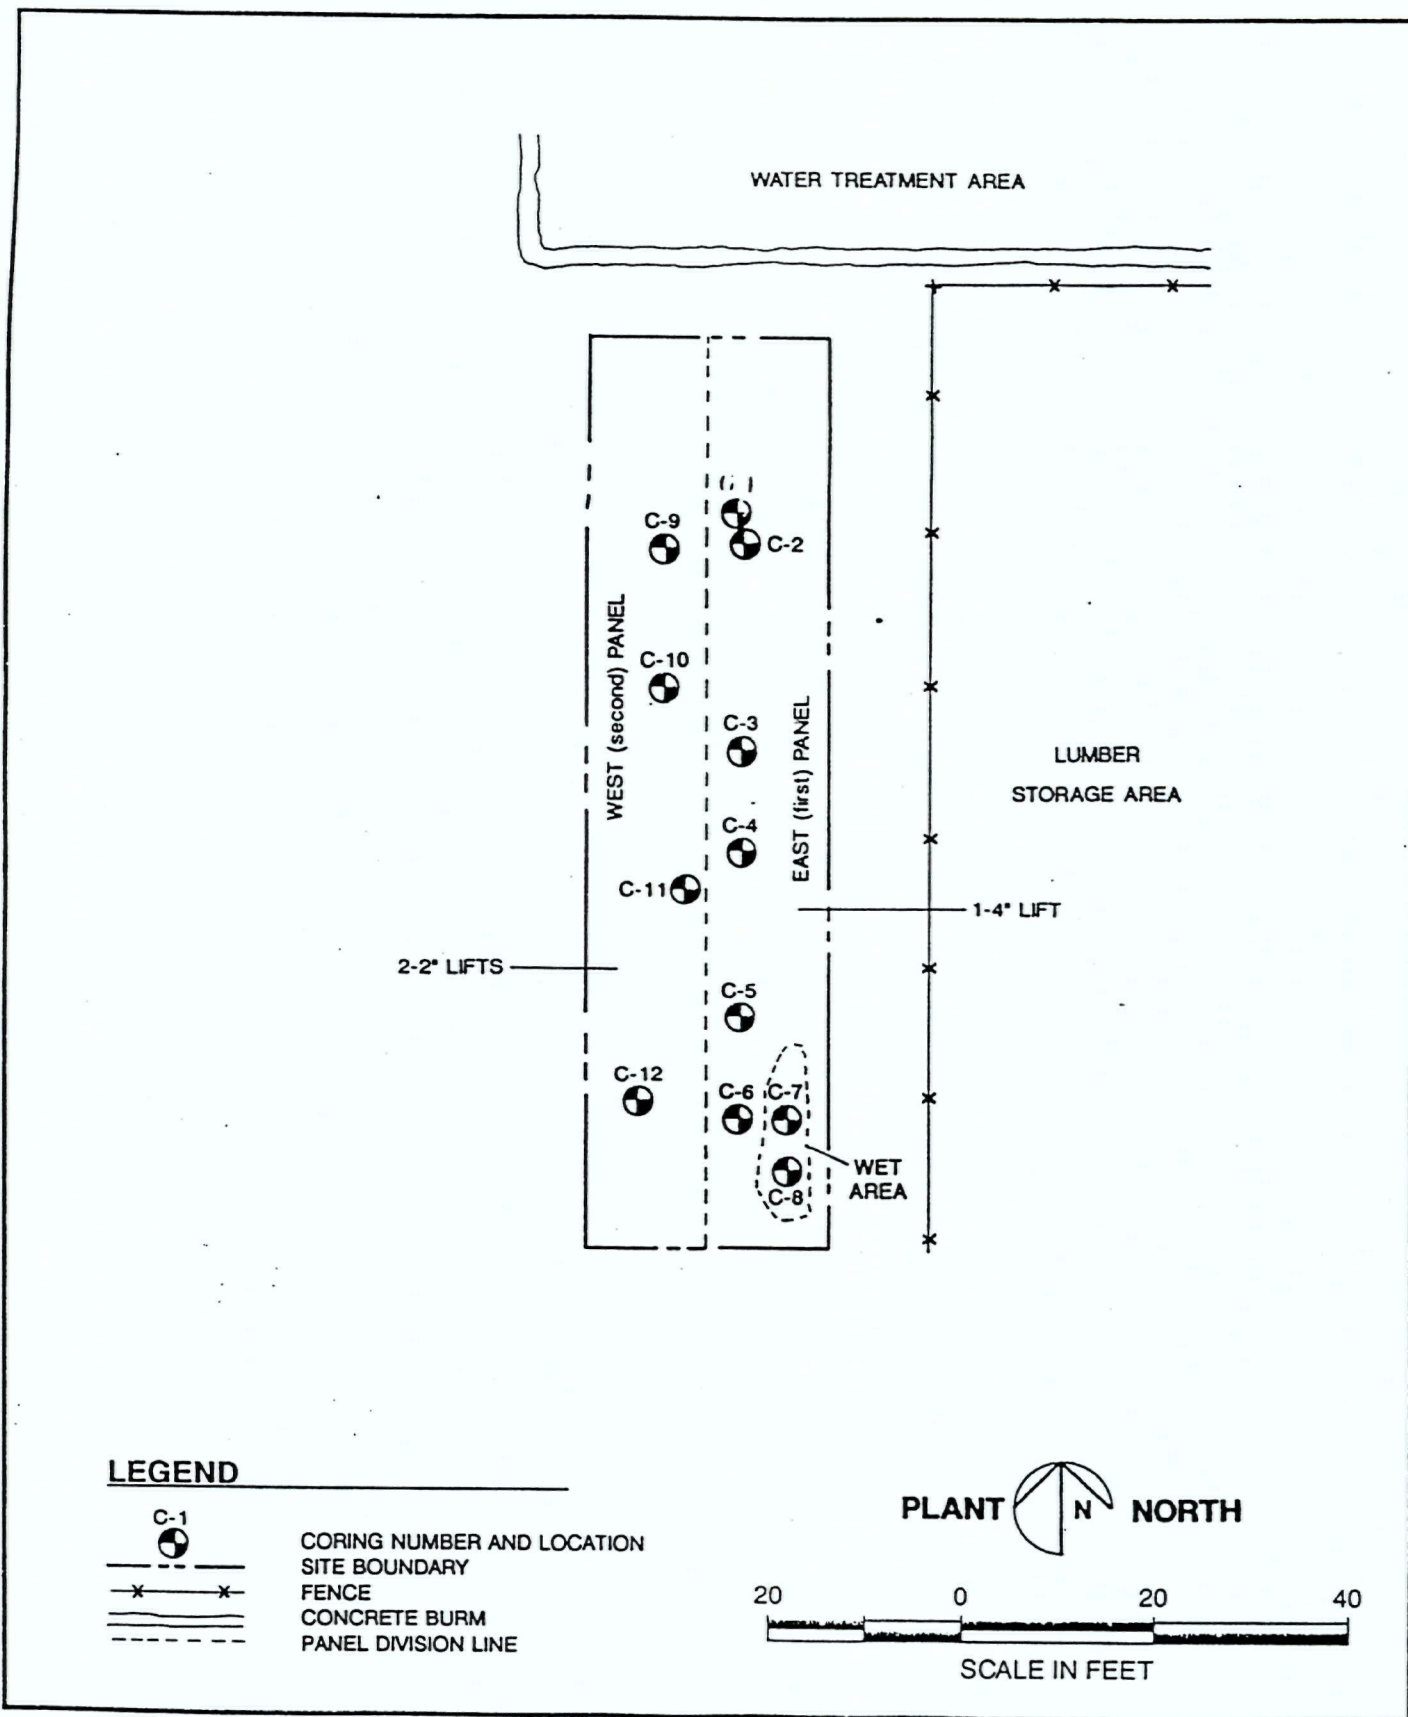 WATER TREATMENT AREA
C-9
C-2
WEST (second) PANEL
C-10
C-3
EAST (first) PANEL
LUMBER
STORAGE AREA
C-4
C-11
1-4" LIFT
2-2" LIFTS
C-5
C-12
C-6
C-7
WET
AREA
C-8
LEGEND
C-1
CORING NUMBER AND LOCATION
SITE BOUNDARY
FENCE
CONCRETE BURM
PANEL DIVISION LINE
PLANT N NORTH
20 0 20 40
SCALE IN FEET